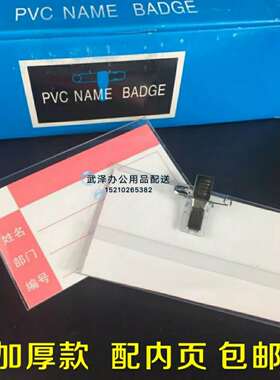 PVC NAME BADGE
PVC NAME BADGE
武泽办公用品配送
15210265362
姓名
部门
编号
加厚款 配内页 包邮